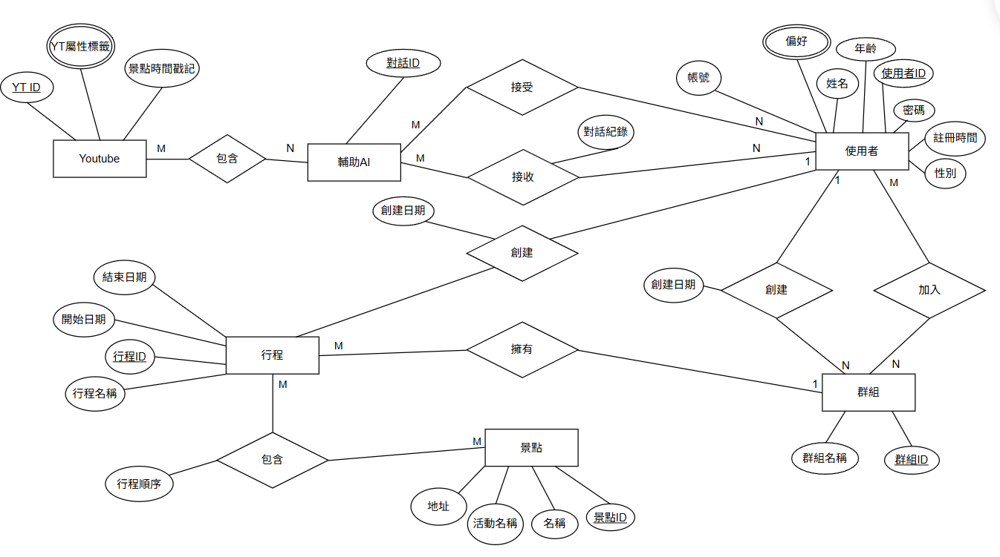 YT屬性標籤
景點時間戳記
YT ID
Youtube
M
包含
N
對話ID
輔助AI
M
接受
N
M
接收
對話紀錄
N
帳號
偏好
年齡
姓名
使用者ID
密碼
註冊時間
性別
使用者
1
1
M
創建日期
創建
創建日期
創建
加入
N
N
結束日期
開始日期
行程ID
行程名稱
行程
M
擁有
1
群組
群組名稱
群組ID
M
包含
行程順序
M
景點
地址
活動名稱
名稱
景點ID